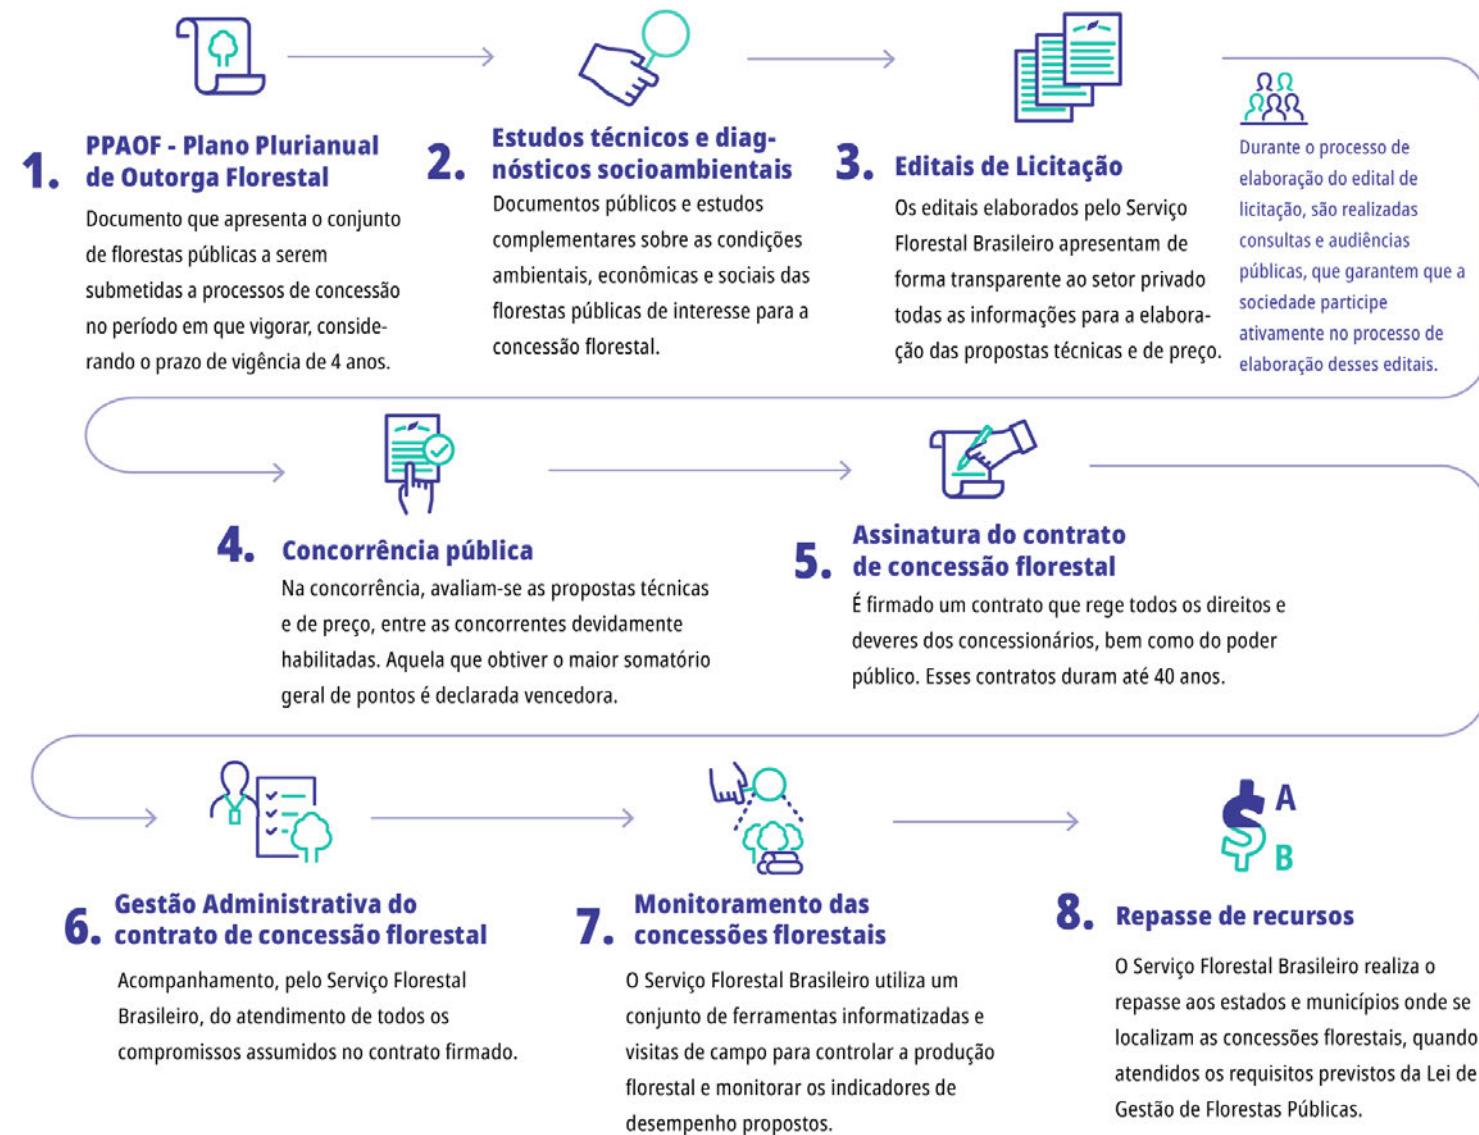 1.
PPAOF - Plano Plurianual
de Outorga Florestal
Documento que apresenta o conjunto
de florestas públicas a serem
submetidas a processos de concessão
no período em que vigorar, conside-
rando o prazo de vigência de 4 anos.
2.
Estudos técnicos e diag-
nósticos socioambientais
Documentos públicos e estudos
complementares sobre as condições
ambientais, econômicas e sociais das
florestas públicas de interesse para a
concessão florestal.
3.
Editais de Licitação
Os editais elaborados pelo Serviço
Florestal Brasileiro apresentam de
forma transparente ao setor privado
todas as informações para a elabora-
ção das propostas técnicas e de preço.
Durante o processo de
elaboração do edital de
licitação, são realizadas
consultas e audiências
públicas, que garantem que a
sociedade participe
ativamente no processo de
elaboração desses editais.
4.
Concorrência pública
Na concorrência, avaliam-se as propostas técnicas
e de preço, entre as concorrentes devidamente
habilitadas. Aquela que obtiver o maior somatório
geral de pontos é declarada vencedora.
5.
Assinatura do contrato
de concessão florestal
É firmado um contrato que rege todos os direitos e
deveres dos concessionários, bem como do poder
público. Esses contratos duram até 40 anos.
6.
Gestão Administrativa do
contrato de concessão florestal
Acompanhamento, pelo Serviço Florestal
Brasileiro, do atendimento de todos os
compromissos assumidos no contrato firmado.
7.
Monitoramento das
concessões florestais
O Serviço Florestal Brasileiro utiliza um
conjunto de ferramentas informatizadas e
visitas de campo para controlar a produção
florestal e monitorar os indicadores de
desempenho propostos.
A
B
8.
Repasse de recursos
O Serviço Florestal Brasileiro realiza o
repasse aos estados e municípios onde se
localizam as concessões florestais, quando
atendidos os requisitos previstos da Lei de
Gestão de Florestas Públicas.